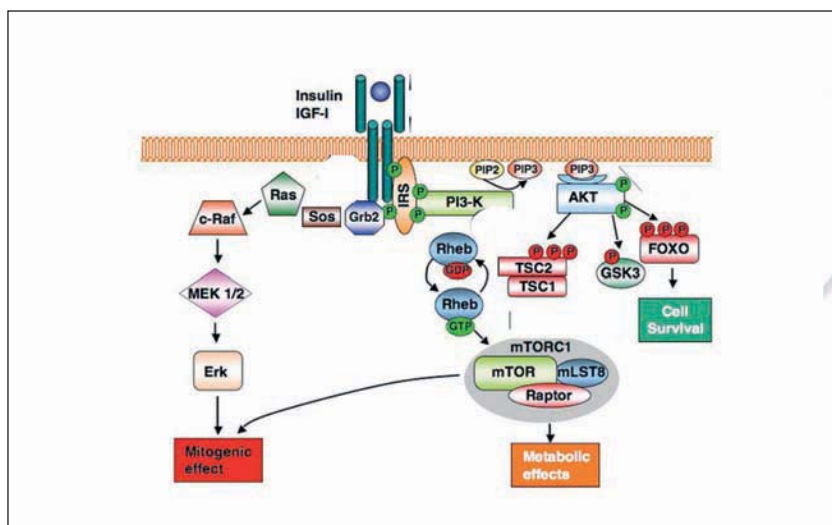 Insulin
IGF-I
P
IRS
P
P
P
PI3-K
PIP2
PIP3
PIP3
AKT
P
P
Ras
c-Raf
Sos
Grb2
MEK 1/2
Erk
Mitogenic
effect
Rheb
GDP
Rheb
GTP
P P P
TSC2
TSC1
P
GSK3
P P P
FOXO
Cell
Survival
mTORC1
mTOR
mLST8
Raptor
Metabolic
effects